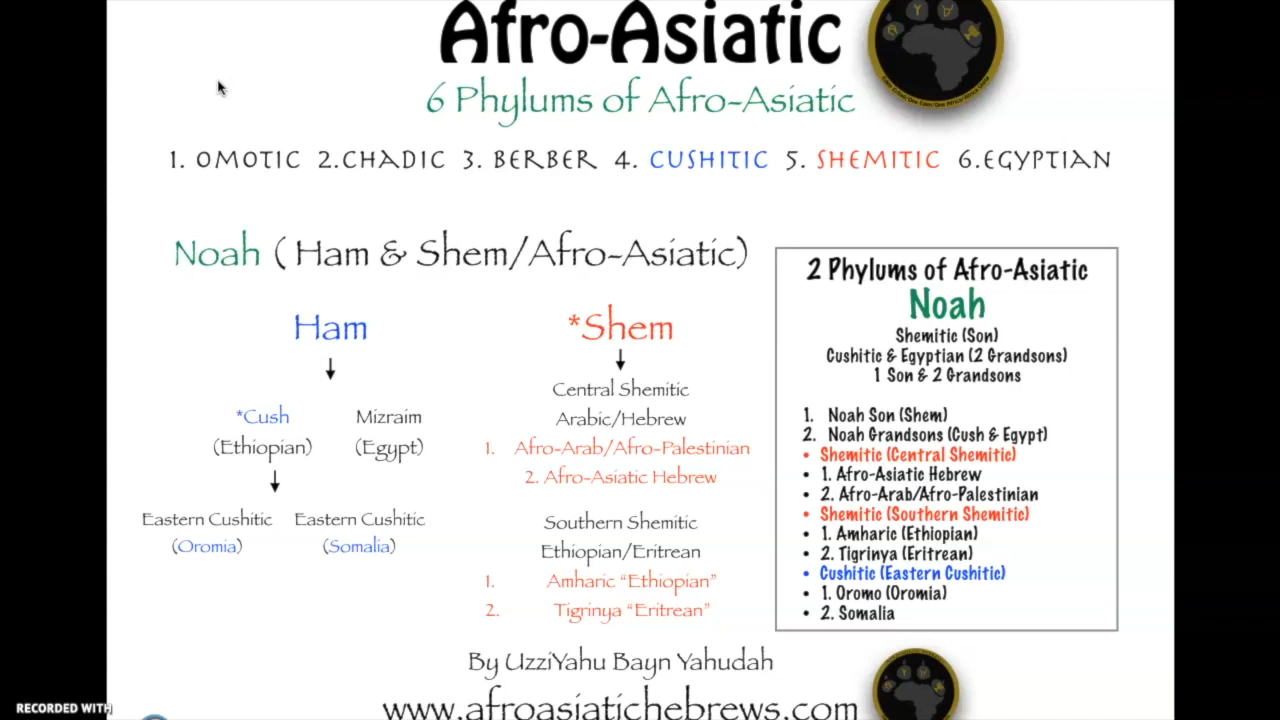 Afro-Asiatic
6 Phylums of Afro-Asiatic
1. OMOTIC 2.CHADIC 3. BERBER 4. CUSHITIC 5. SHEMITIC 6.EGYPTIAN
Noah ( Ham & Shem/Afro-Asiatic)
Ham
*Cush Mizraim
(Ethiopian) (Egypt)
Eastern Cushitic Eastern Cushitic
(Oromia) (Somalia)
*Shem
Central Shemitic
Arabic/Hebrew
1. Afro-Arab/Afro-Palestinian
2. Afro-Asiatic Hebrew
Southern Shemitic
Ethiopian/Eritrean
1. Amharic “Ethiopian”
2. Tigrinya “Eritrean”
2 Phylums of Afro-Asiatic
Noah
Shemitic (Son)
Cushitic & Egyptian (2 Grandsons)
1 Son & 2 Grandsons
1. Noah Son (Shem)
2. Noah Grandsons (Cush & Egypt)
• Shemitic (Central Shemitic)
• 1. Afro-Asiatic Hebrew
• 2. Afro-Arab/Afro-Palestinian
• Shemitic (Southern Shemitic)
• 1. Amharic (Ethiopian)
• 2. Tigrinya (Eritrean)
• Cushitic (Eastern Cushitic)
• 1. Oromo (Oromia)
• 2. Somalia
By UzziYahu Bayn Yahudah
www.afroasiatichebrews.com
RECORDED WITH